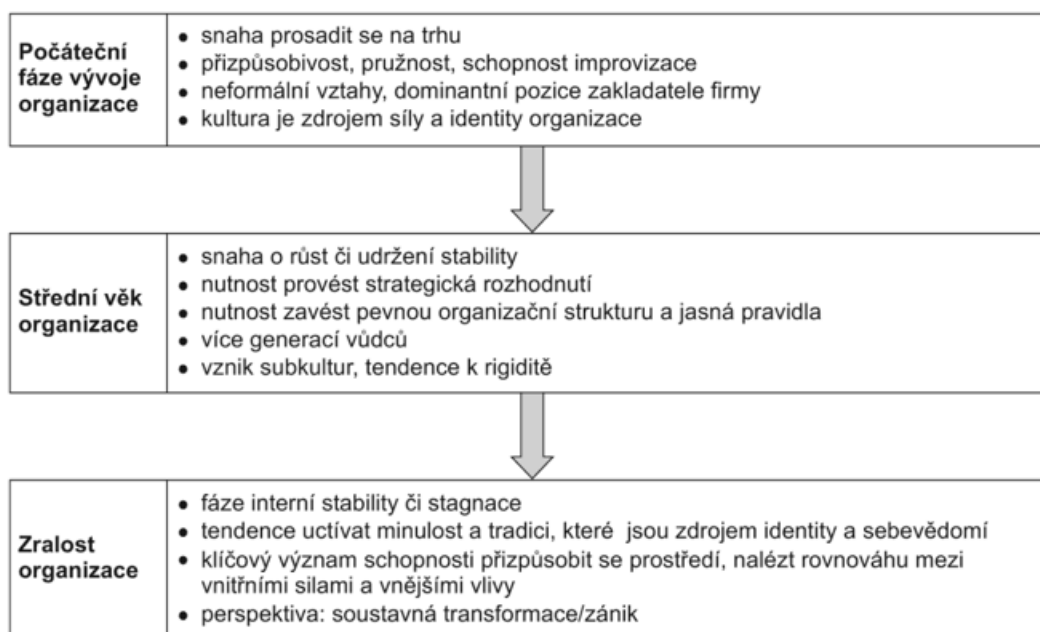 Počáteční
fáze vývoje
organizace
• snaha prosadit se na trhu
• přizpůsobivost, pružnost, schopnost improvizace
• neformální vztahy, dominantní pozice zakladatele firmy
• kultura je zdrojem síly a identity organizace
Střední věk
organizace
• snaha o růst či udržení stability
• nutnost provést strategická rozhodnutí
• nutnost zavést pevnou organizační strukturu a jasná pravidla
• více generací vůdců
• vznik subkultur, tendence k rigiditě
Zralost
organizace
• fáze interní stability či stagnace
• tendence uctívat minulost a tradici, které jsou zdrojem identity a sebevědomí
• klíčový význam schopnosti přizpůsobit se prostředí, nalézt rovnováhu mezi
vnitřními silami a vnějšími vlivy
• perspektiva: soustavná transformace/zánik